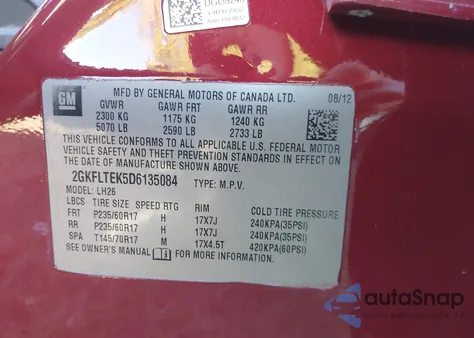 GM
MFD BY GENERAL MOTORS OF CANADA LTD. 08/12
GVWR GAWR FRT GAWR RR
2300 KG 1175 KG 1240 KG
5070 LB 2590 LB 2733 LB
THIS VEHICLE CONFORMS TO ALL APPLICABLE U.S. FEDERAL MOTOR
VEHICLE SAFETY STANDARDS IN EFFECT ON THE
DATE OF MANUFACTURE SHOWN ABOVE.
2GKFLTEK5D6135084 TYPE: M.P.V.
MODEL: LH26
LBCS TIRE SIZE SPEED RTG RIM COLD TIRE PRESSURE
FRT P235/60R17 H 17X7J 240KPA(35PSI)
RR P235/60R17 H 17X7J 240KPA(35PSI)
SPA T145/70R17 M 17X4.5T 420KPA(60PSI)
SEE OWNER'S MANUAL FOR MORE INFORMATION
autoSnap